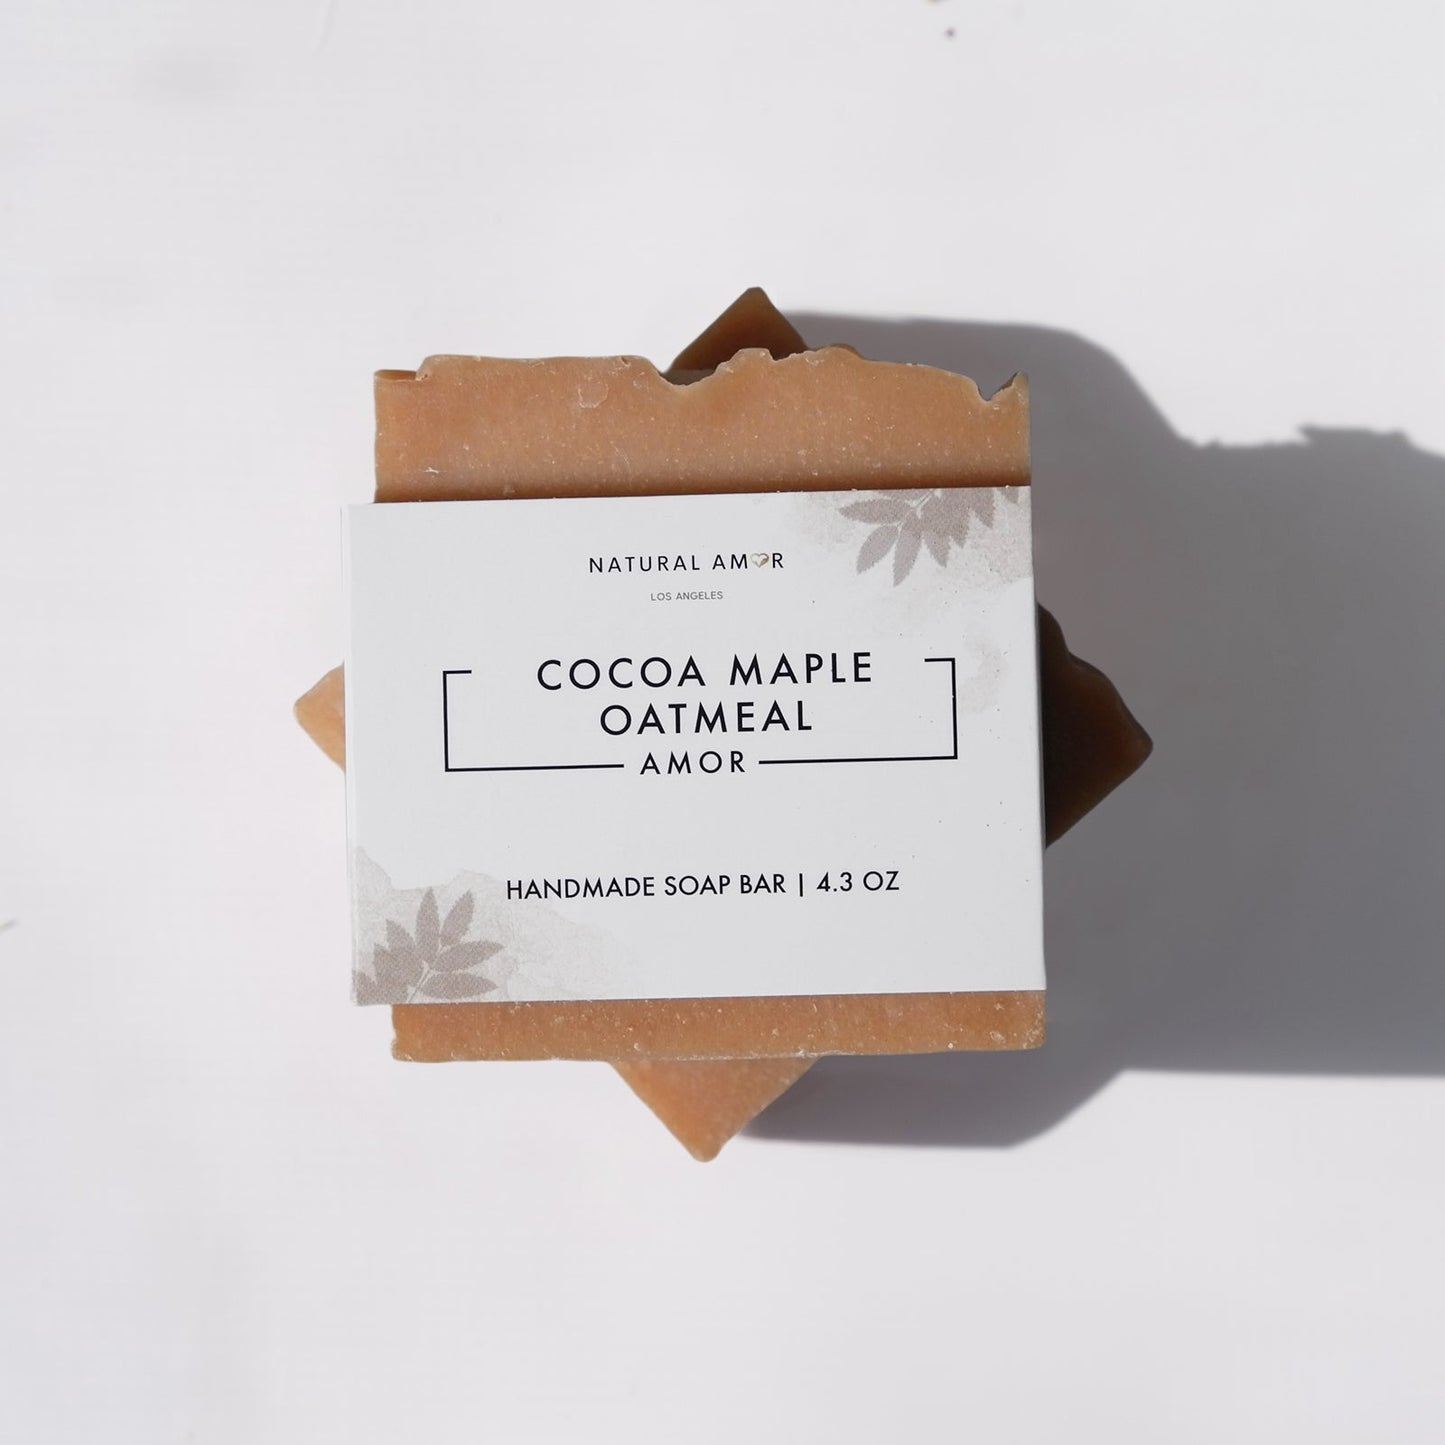 NATURAL AMOR
LOS ANGELES
COCOA MAPLE
OATMEAL
AMOR
HANDMADE SOAP BAR | 4.3 OZ